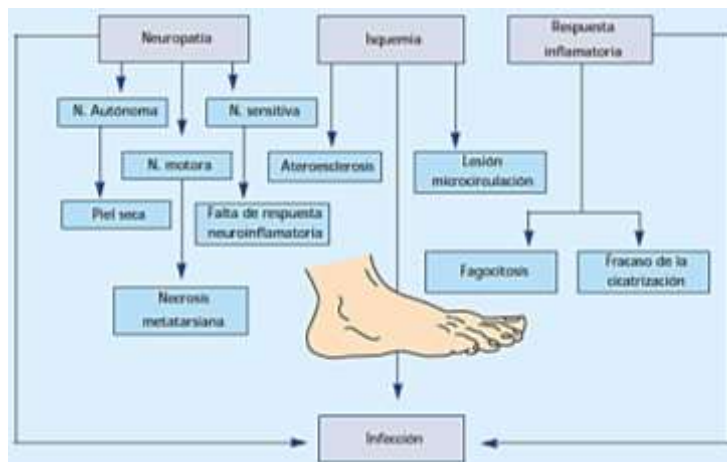 Neuropatía
Isquemia
Respuesta
inflamatoria
N. Autónoma
N. sensitiva
N. motora
Ateroesclerosis
Lesión
microcirculación
Piel seca
Falta de respuesta
neuroinflamatoria
Fagocitosis
Fracaso de la
cicatrización
Necrosis
metatarsiana
Infección